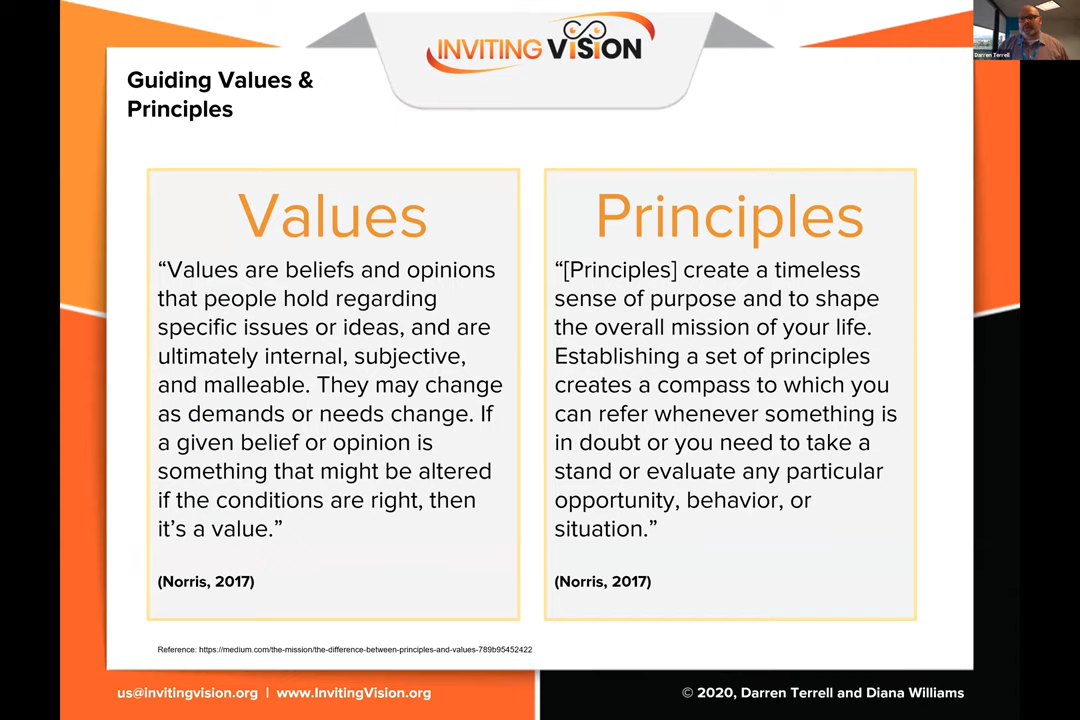 INVITING VISION
Darren Terrell
Guiding Values &
Principles
Values
“Values are beliefs and opinions
that people hold regarding
specific issues or ideas, and are
ultimately internal, subjective,
and malleable. They may change
as demands or needs change. If
a given belief or opinion is
something that might be altered
if the conditions are right, then
it’s a value.”
(Norris, 2017)
Principles
“[Principles] create a timeless
sense of purpose and to shape
the overall mission of your life.
Establishing a set of principles
creates a compass to which you
can refer whenever something is
in doubt or you need to take a
stand or evaluate any particular
opportunity, behavior, or
situation.”
(Norris, 2017)
Reference: https://medium.com/the-mission/the-difference-between-principles-and-values-789b95452422
us@invitingvision.org | www.InvitingVision.org
© 2020, Darren Terrell and Diana Williams